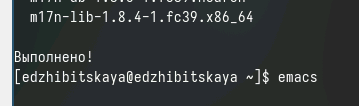 m17n-lib-1.8.4-1.fc39.x86_64
Выполнено!
[edzhibitskaya@edzhibitskaya ~]$ emacs